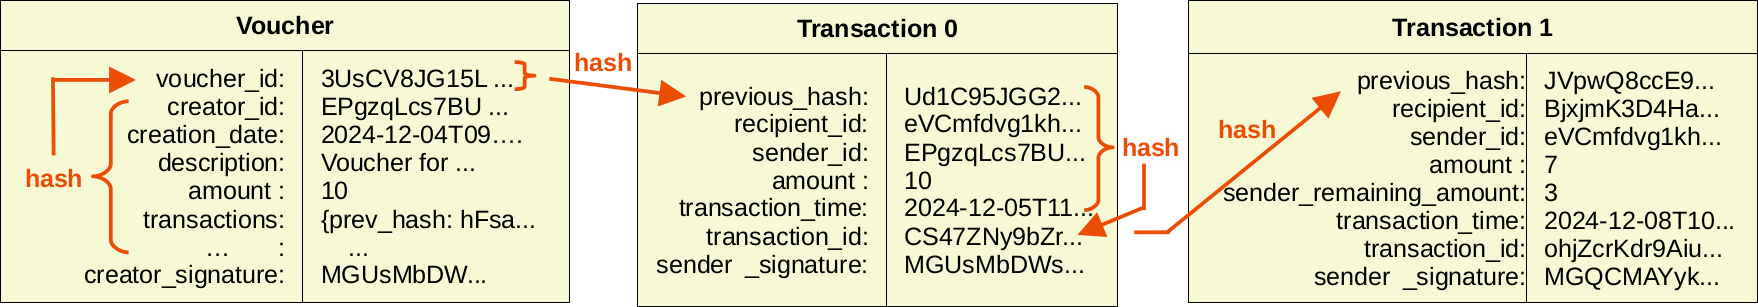 Voucher
voucher_id: 3UsCV8JG15L ...
creator_id: EPgzqLcs7BU ...
creation_date: 2024-12-04T09....
description: Voucher for ...
amount : 10
transactions: {prev_hash: hFsa...
... : ...
creator_signature: MGUsMbDW...
hash
hash
Transaction 0
previous_hash: Ud1C95JGG2...
recipient_id: eVCmfdvg1kh...
sender_id: EPgzqLcs7BU...
amount : 10
transaction_time: 2024-12-05T11...
transaction_id: CS47ZNy9bZr...
sender _signature: MGUsMbDWs...
hash
Transaction 1
previous_hash: JVpwQ8ccE9...
recipient_id: BjxjmK3D4Ha...
sender_id: eVCmfdvg1kh...
amount : 7
sender_remaining_amount: 3
transaction_time: 2024-12-08T10...
transaction_id: ohjZcrKdr9Aiu...
sender _signature: MGQCMAYyk...
hash